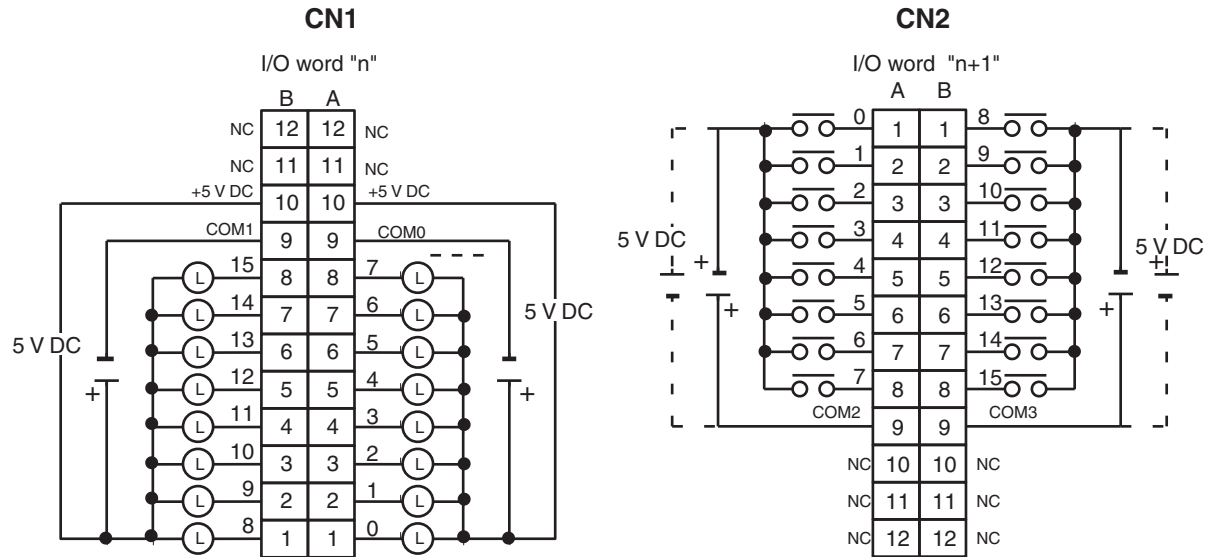 CN1
I/O word "n"
B A
NC 12 12 NC
NC 11 11 NC
+5 V DC 10 10 +5 V DC
COM1 9 9 COM0
15 L 8 8 7 L
14 L 7 7 6 L
13 L 6 6 5 L
12 L 5 5 4 L
11 L 4 4 3 L
10 L 3 3 2 L
9 L 2 2 1 L
8 L 1 1 0 L
5 V DC
+
5 V DC
+
CN2
I/O word "n+1"
A B
0 1 1 8
1 2 2 9
2 3 3 10
3 4 4 11
4 5 5 12
5 6 6 13
6 7 7 14
7 8 8 15
COM2 9 9 COM3
NC 10 10 NC
NC 11 11 NC
NC 12 12 NC
5 V DC
+
+
5 V DC
+
+